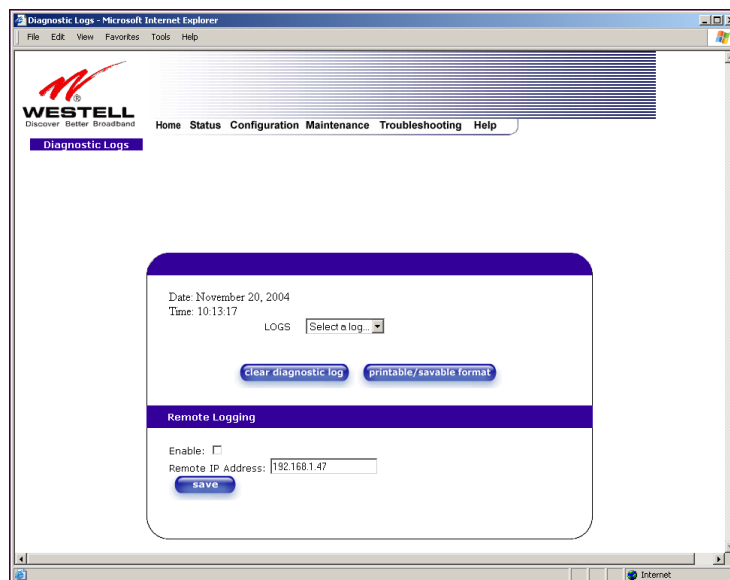 Diagnostic Logs - Microsoft Internet Explorer
File Edit View Favorites Tools Help
WESTELL
Discover Better Broadband
Home Status Configuration Maintenance Troubleshooting Help
Diagnostic Logs
Date: November 20, 2004
Time: 10:13:17
LOGS Select a log...
clear diagnostic log printable/savable format
Remote Logging
Enable:
Remote IP Address: 192.168.1.47
save
Internet